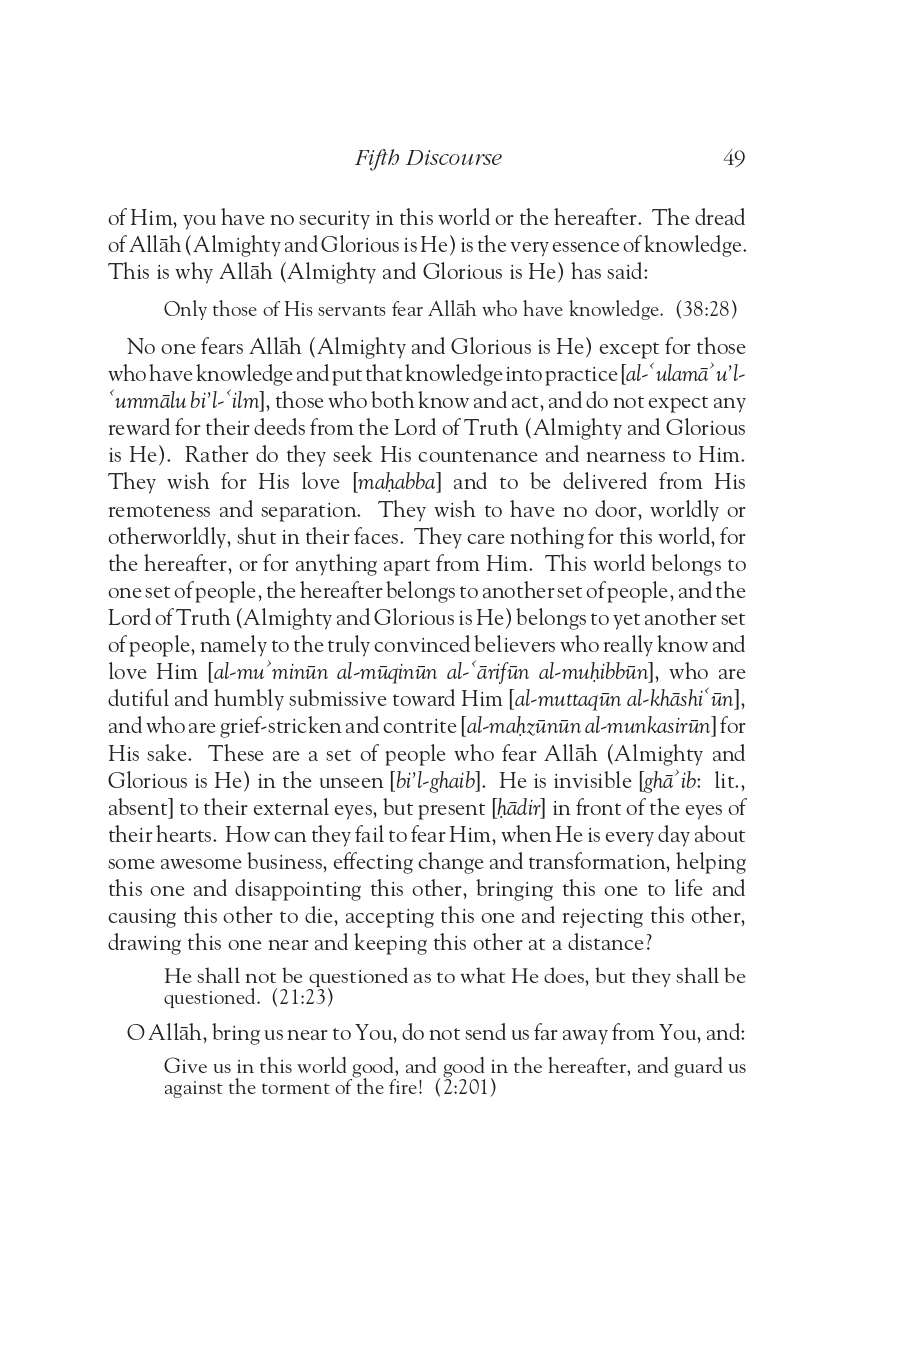 Fifth Discourse 49
of Him, you have no security in this world or the hereafter. The dread
of Allāh (Almighty and Glorious is He) is the very essence of knowledge.
This is why Allāh (Almighty and Glorious is He) has said:
Only those of His servants fear Allāh who have knowledge. (38:28)
No one fears Allāh (Almighty and Glorious is He) except for those
who have knowledge and put that knowledge into practice [al-ʿulamāʾu’l-
ʿummālu bi’l-ʿilm], those who both know and act, and do not expect any
reward for their deeds from the Lord of Truth (Almighty and Glorious
is He). Rather do they seek His countenance and nearness to Him.
They wish for His love [maḥabba] and to be delivered from His
remoteness and separation. They wish to have no door, worldly or
otherworldly, shut in their faces. They care nothing for this world, for
the hereafter, or for anything apart from Him. This world belongs to
one set of people, the hereafter belongs to another set of people, and the
Lord of Truth (Almighty and Glorious is He) belongs to yet another set
of people, namely to the truly convinced believers who really know and
love Him [al-muʾminūn al-mūqinūn al-ʿārifūn al-muḥibbūn], who are
dutiful and humbly submissive toward Him [al-muttaqūn al-khāshiʿūn],
and who are grief-stricken and contrite [al-maḥzūnūn al-munkasirūn] for
His sake. These are a set of people who fear Allāh (Almighty and
Glorious is He) in the unseen [bi’l-ghaib]. He is invisible [ghāʾib: lit.,
absent] to their external eyes, but present [ḥādir] in front of the eyes of
their hearts. How can they fail to fear Him, when He is every day about
some awesome business, effecting change and transformation, helping
this one and disappointing this other, bringing this one to life and
causing this other to die, accepting this one and rejecting this other,
drawing this one near and keeping this other at a distance?
He shall not be questioned as to what He does, but they shall be
questioned. (21:23)
O Allāh, bring us near to You, do not send us far away from You, and:
Give us in this world good, and good in the hereafter, and guard us
against the torment of the fire! (2:201)